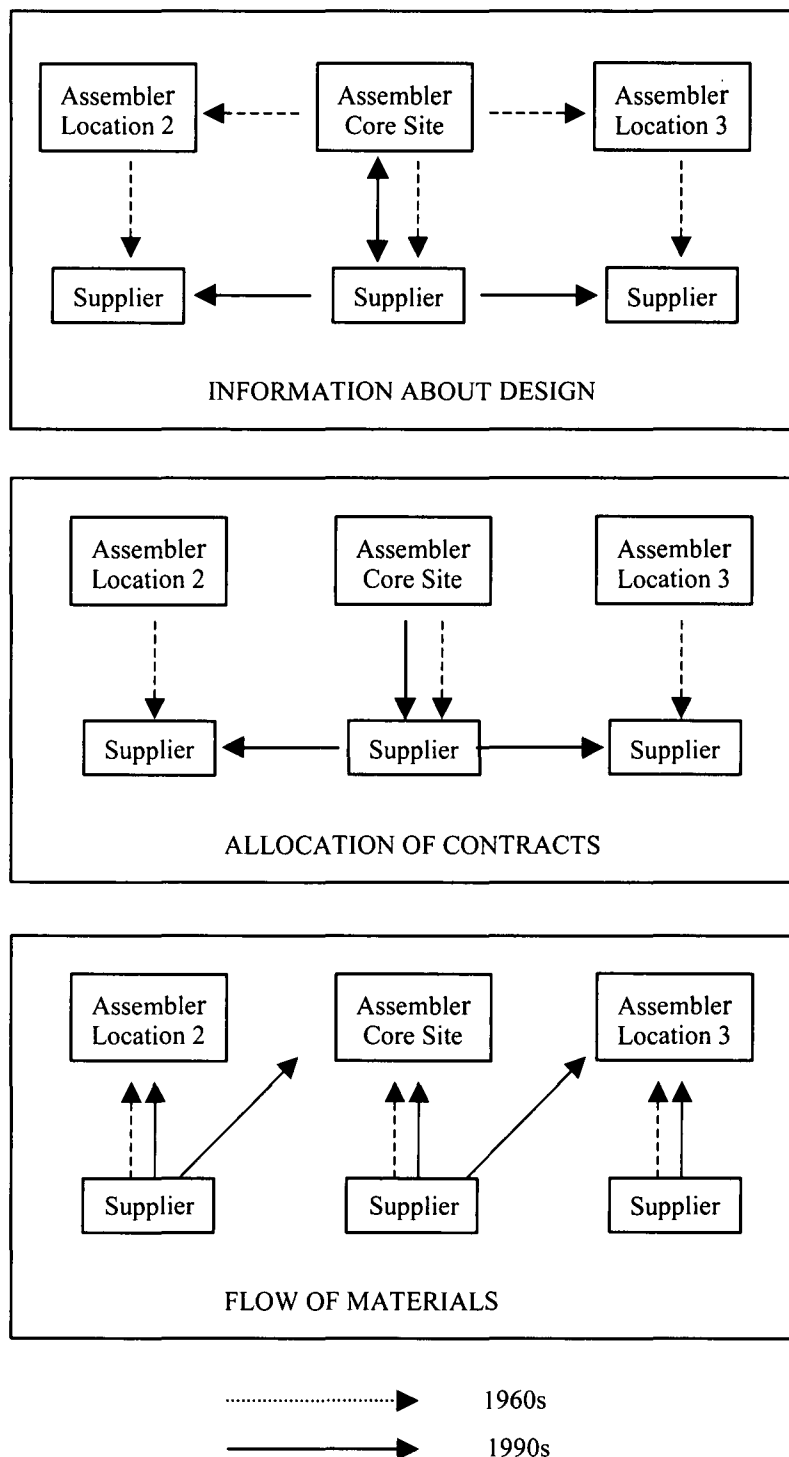 Assembler
Location 2
Assembler
Core Site
Assembler
Location 3
Supplier
Supplier
Supplier
INFORMATION ABOUT DESIGN
Assembler
Location 2
Assembler
Core Site
Assembler
Location 3
Supplier
Supplier
Supplier
ALLOCATION OF CONTRACTS
Assembler
Location 2
Assembler
Core Site
Assembler
Location 3
Supplier
Supplier
Supplier
FLOW OF MATERIALS
1960s
1990s